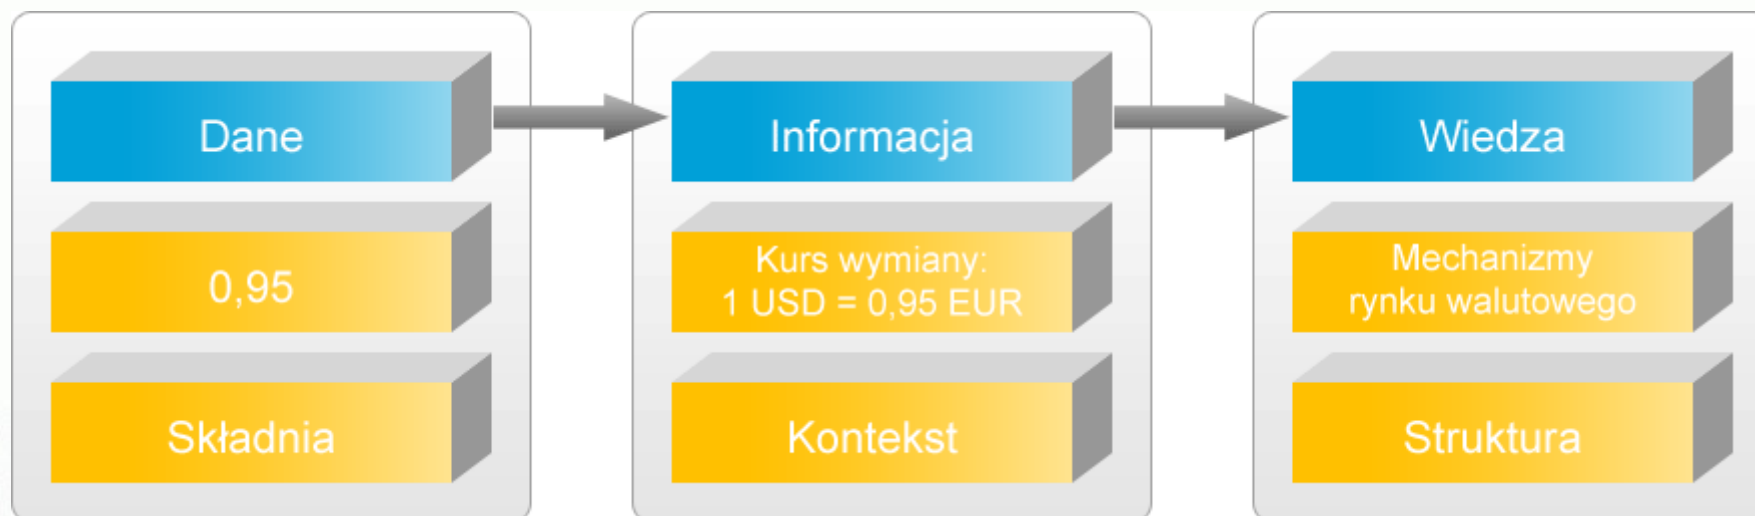 Dane
0,95
Składnia
Informacja
Kurs wymiany:
1 USD = 0,95 EUR
Kontekst
Wiedza
Mechanizmy
rynku walutowego
Struktura